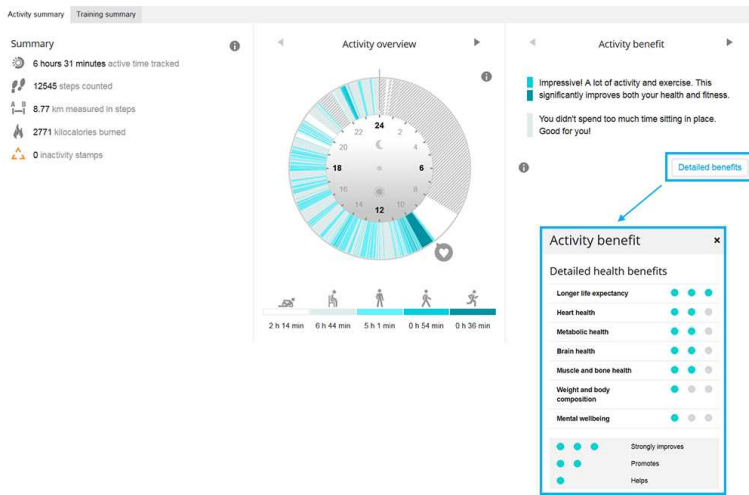 Activity summary
Training summary
Summary
6 hours 31 minutes active time tracked
12545 steps counted
A B
8.77 km measured in steps
2771 kilocalories burned
0 inactivity stamps
Activity overview
24
22 2
20 4
18 6
16 8
14 10
12
2 h 14 min 6 h 44 min 5 h 1 min 0 h 54 min 0 h 36 min
Activity benefit
Impressive! A lot of activity and exercise. This
significantly improves both your health and fitness.
You didn't spend too much time sitting in place.
Good for you!
Detailed benefits
Activity benefit ×
Detailed health benefits
Longer life expectancy
Heart health
Metabolic health
Brain health
Muscle and bone health
Weight and body
composition
Mental wellbeing
Strongly improves
Promotes
Helps